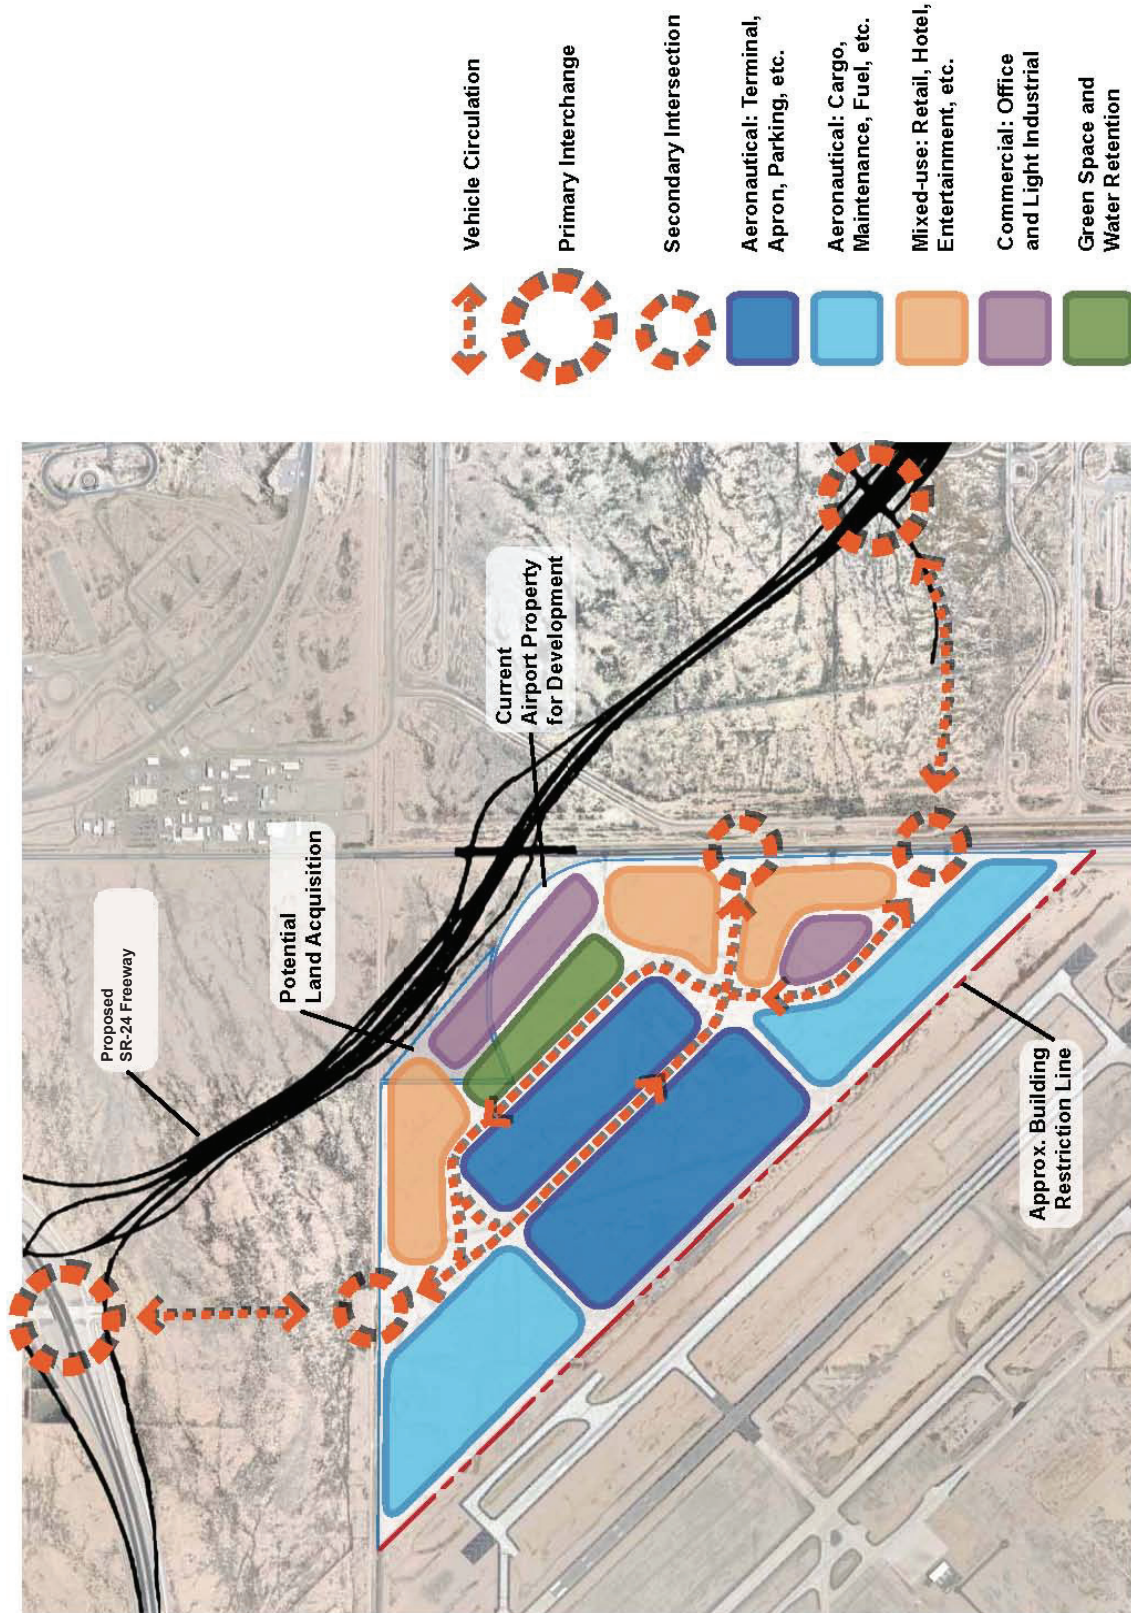 Vehicle Circulation
Primary Interchange
Secondary Intersection
Aeronautical: Terminal,
Apron, Parking, etc.
Aeronautical: Cargo,
Maintenance, Fuel, etc.
Mixed-use: Retail, Hotel,
Entertainment, etc.
Commercial: Office
and Light Industrial
Green Space and
Water Retention
Proposed
SR-24 Freeway
Potential
Land Acquisition
Current
Airport Property
for Development
Approx. Building
Restriction Line